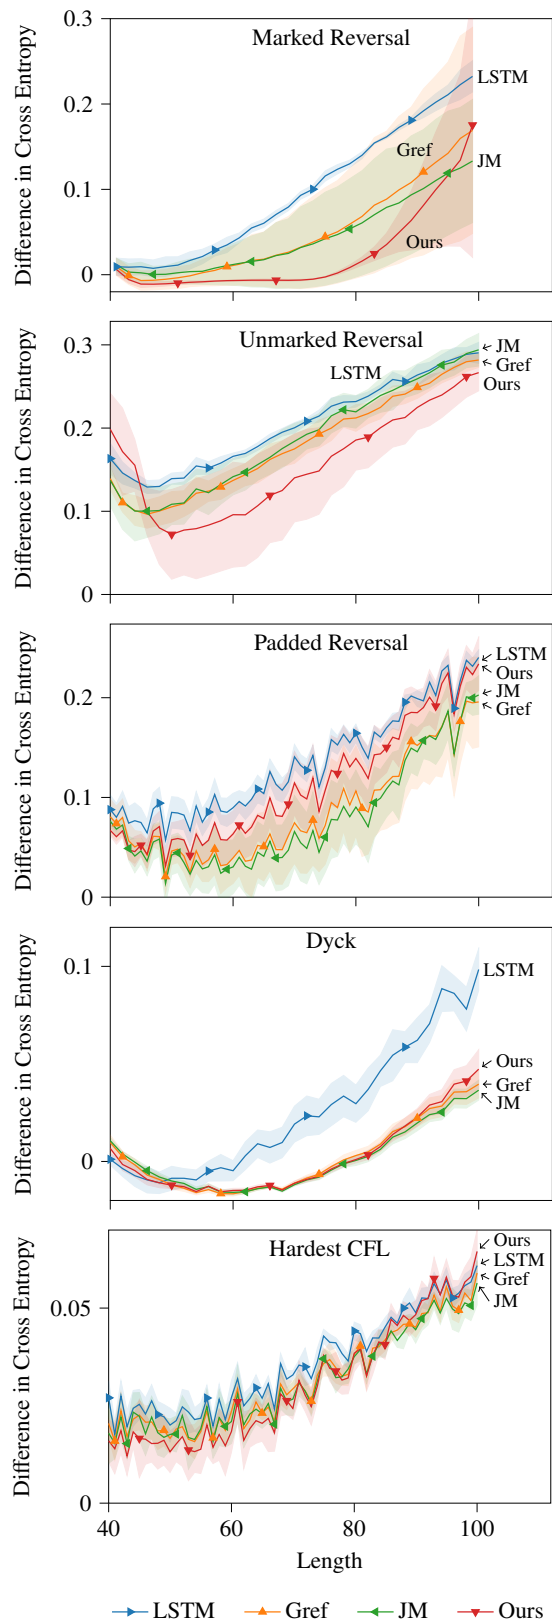 Marked Reversal
Difference in Cross Entropy
0.3
0.2
0.1
0
LSTM
Gref
JM
Ours
Unmarked Reversal
Difference in Cross Entropy
0.3
0.2
0.1
0
LSTM
JM
Gref
Ours
Padded Reversal
Difference in Cross Entropy
0.2
0.1
0
LSTM
Ours
JM
Gref
Dyck
Difference in Cross Entropy
0.1
0
LSTM
Ours
Gref
JM
Hardest CFL
Difference in Cross Entropy
0.05
0
Ours
LSTM
Gref
JM
40 60 80 100
Length
LSTM Gref JM Ours